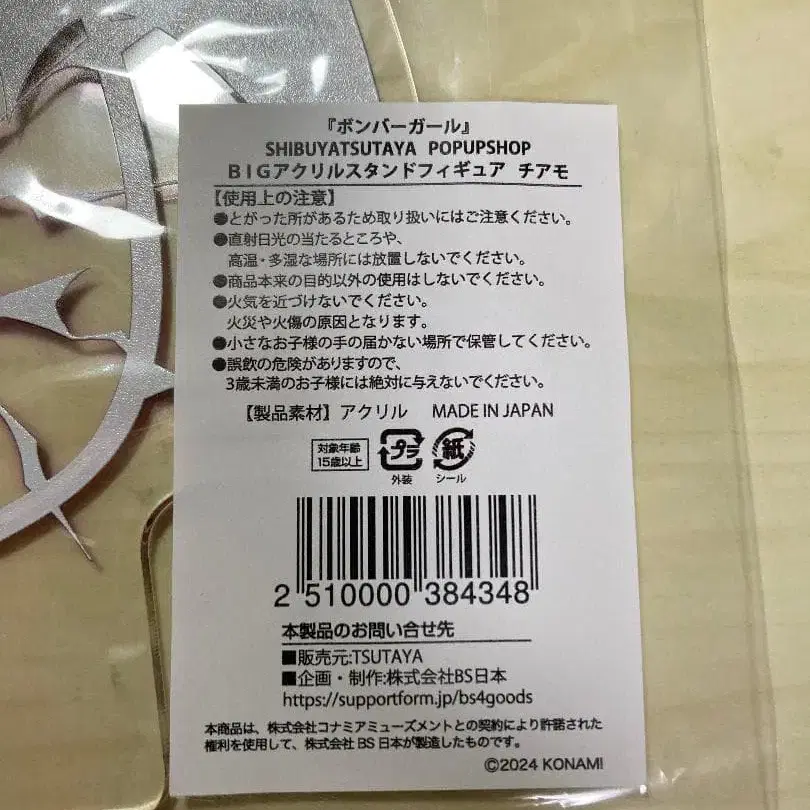 『ボンバーガール』
SHIBUYATSUTAYA POPUPSHOP
BIGアクリルスタンドフィギュア チアモ
【使用上の注意】
●とがった所があるため取り扱いにはご注意ください。
●直射日光の当たるところや、
高温・多湿な場所には放置しないでください。
●商品本来の目的以外の使用はしないでください。
●火気を近づけないでください。
火災や火傷の原因となります。
●小さなお子様の手の届かない場所で保管してください。
●誤飲の危険がありますので、
3歳未満のお子様には絶対に与えないでください。
【製品素材】アクリル MADE IN JAPAN
対象年齢
15歳以上
プラ
外装
紙
シール
2 510000 384348
本製品のお問い合せ先
■販売元:TSUTAYA
■企画・制作:株式会社BS日本
https://supportform.jp/bs4goods
本商品は、株式会社コナミアミューズメントとの契約により許諾された
権利を使用して、株式会社 BS 日本が製造したものです。
©2024 KONAMI